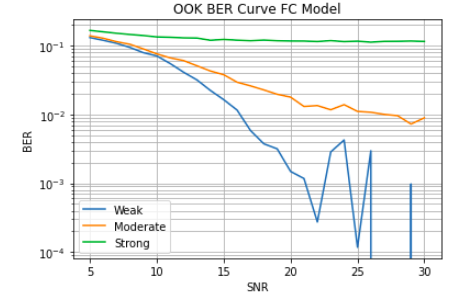 OOK BER Curve FC Model
10⁻¹
10⁻²
10⁻³
10⁻⁴
BER
Weak
Moderate
Strong
5 10 15 20 25 30
SNR